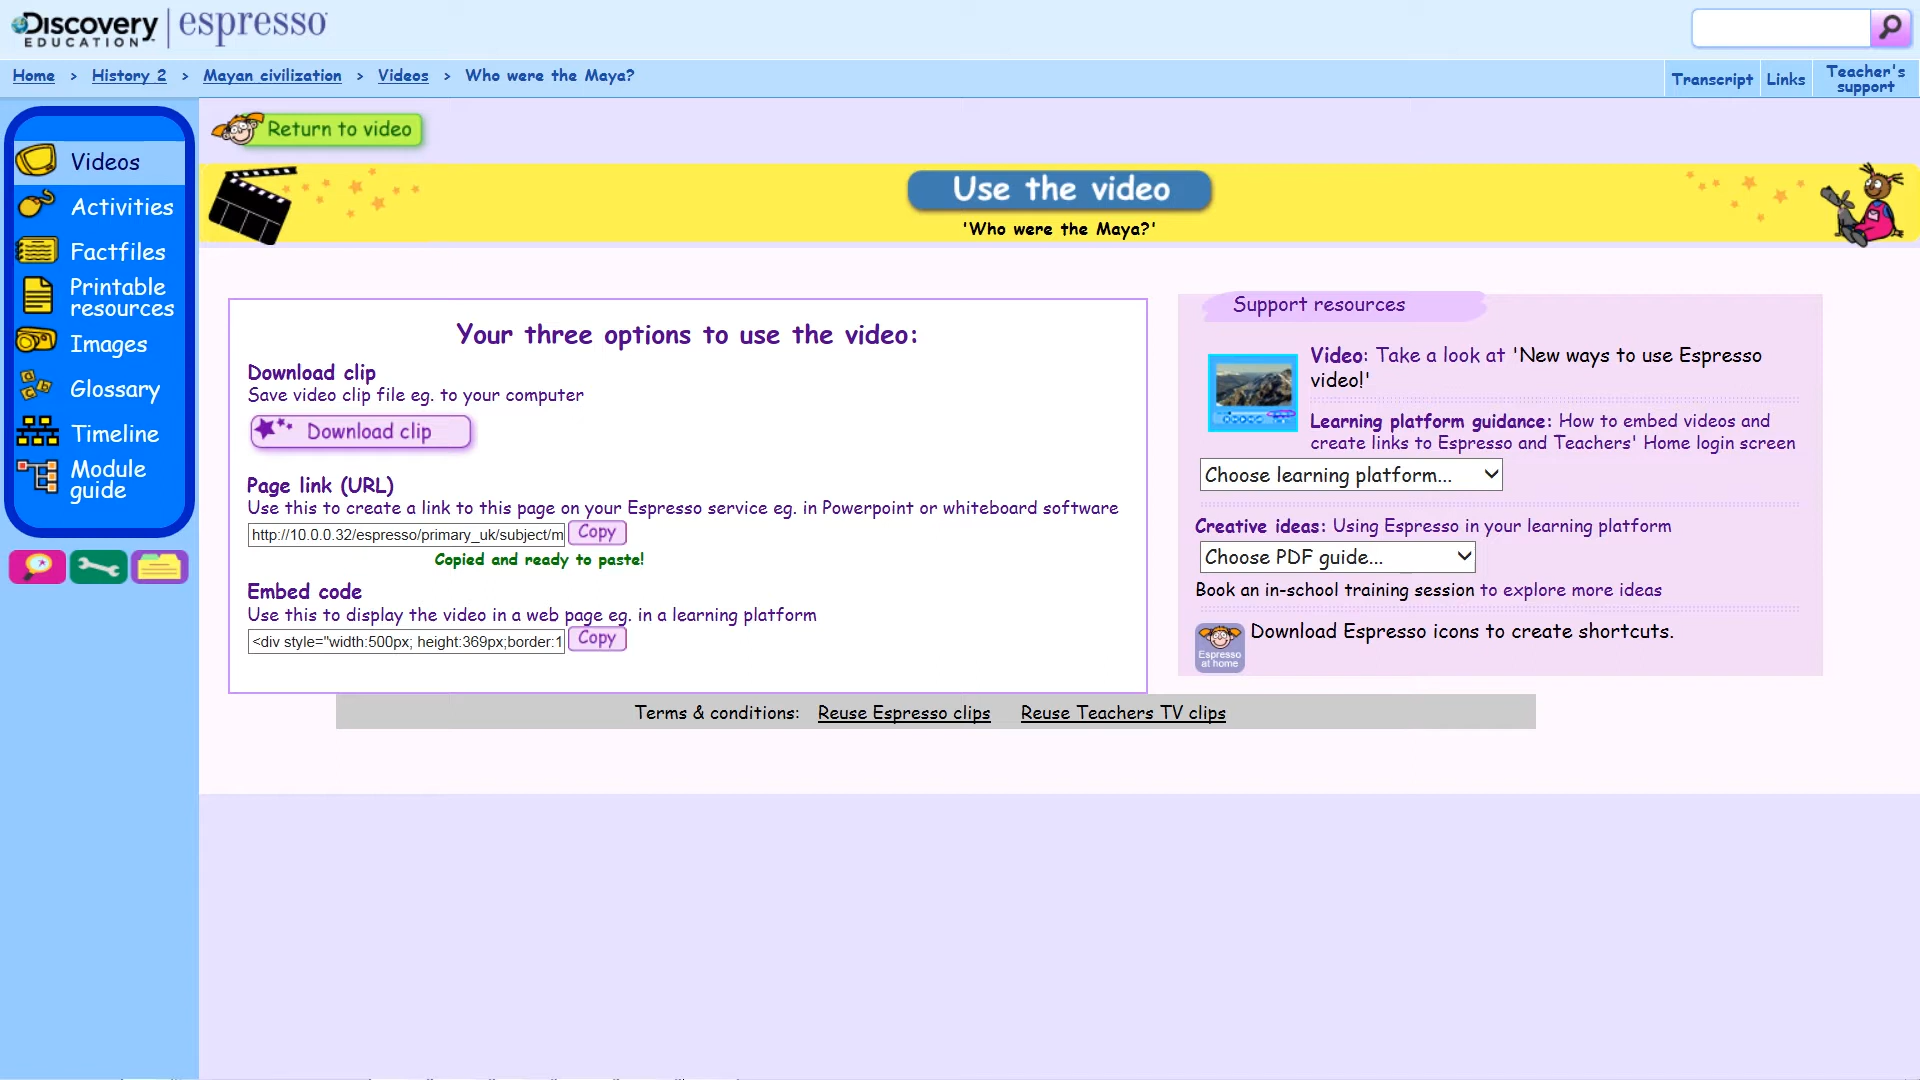 Discovery
EDUCATION
espresso
Home > History 2 > Mayan civilization > Videos > Who were the Maya?
Transcript
Links
Teacher's
support
Videos
Activities
Factfiles
Printable
resources
Images
Glossary
Timeline
Module
guide
Return to video
Use the video
'Who were the Maya?'
Your three options to use the video:
Download clip
Save video clip file eg. to your computer
Download clip
Page link (URL)
Use this to create a link to this page on your Espresso service eg. in Powerpoint or whiteboard software
http://10.0.0.32/espresso/primary_uk/subject/m
Copy
Copied and ready to paste!
Embed code
Use this to display the video in a web page eg. in a learning platform
<div style="width:500px; height:369px;border:1
Copy
Support resources
Video: Take a look at 'New ways to use Espresso
video!'
Learning platform guidance: How to embed videos and
create links to Espresso and Teachers' Home login screen
Choose learning platform...
Creative ideas: Using Espresso in your learning platform
Choose PDF guide...
Book an in-school training session to explore more ideas
Espresso
at home
Download Espresso icons to create shortcuts.
Terms & conditions: Reuse Espresso clips Reuse Teachers TV clips